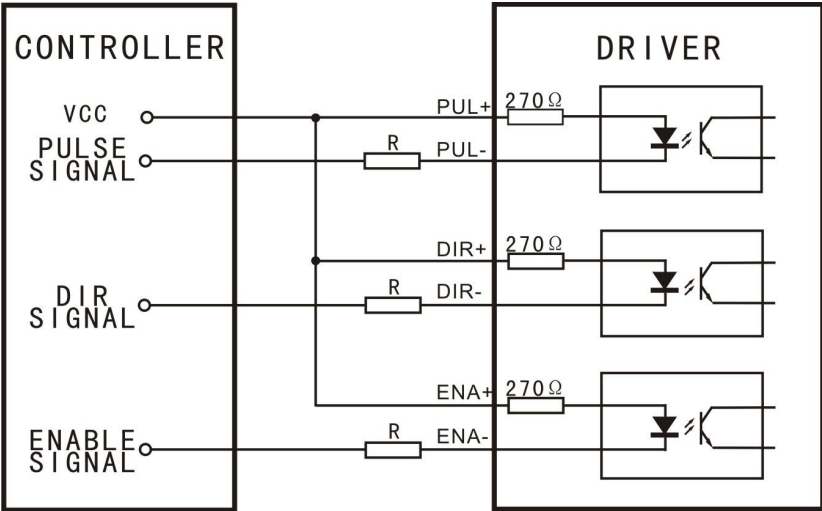 CONTROLLER
DRIVER
VCC
PUL+
270Ω
PULSE
SIGNAL
R
PUL-
DIR+
270Ω
DIR
SIGNAL
R
DIR-
ENA+
270Ω
ENABLE
SIGNAL
R
ENA-